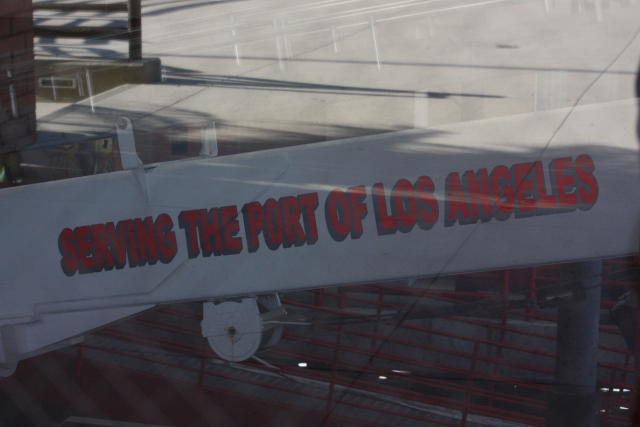 SERVING THE PORT OF LOS ANGELES